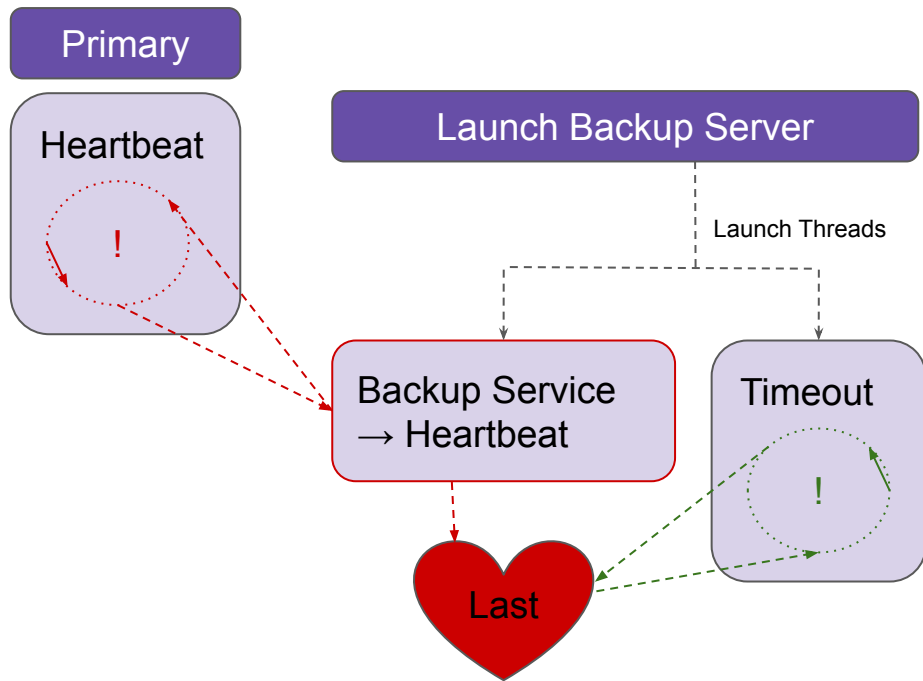 Primary
Heartbeat
!
Launch Backup Server
Launch Threads
Backup Service
→ Heartbeat
Timeout
!
Last